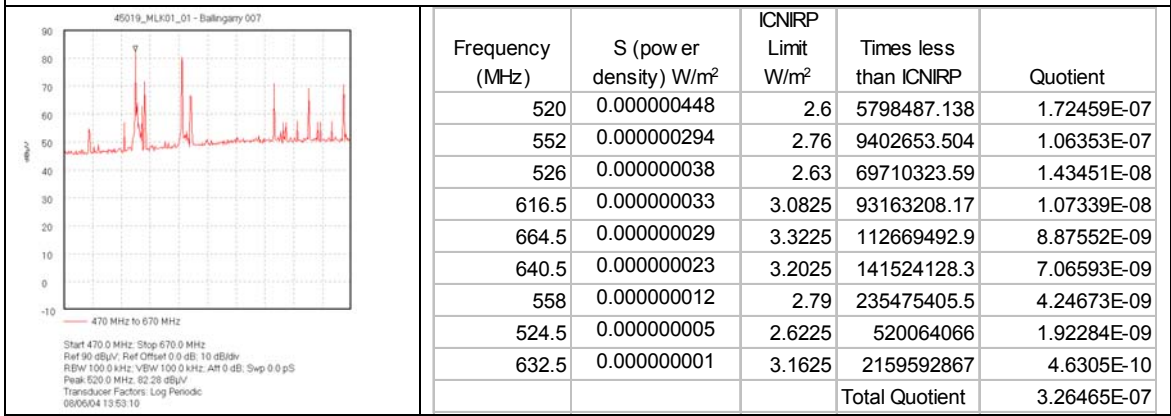 45019_MLK01_01 - Ballingarry 007
90
80
70
60
50
40
30
20
10
0
-10
dBµV
470 MHz to 670 MHz
Start 470.0 MHz; Stop 670.0 MHz
Ref 90 dBµV; Ref Offset 0.0 dB; 10 dB/div
RBW 100.0 kHz; VBW 100.0 kHz; Att 0 dB; Swp 0.0 pS
Peak 520.0 MHz, 82.28 dBµV
Transducer Factors: Log Periodic
08/06/04 13:53:10
Frequency (MHz) S (power density) W/m² ICNIRP Limit W/m² Times less than ICNIRP Quotient
520 0.000000448 2.6 5798487.138 1.72459E-07
552 0.000000294 2.76 9402653.504 1.06353E-07
526 0.000000038 2.63 69710323.59 1.43451E-08
616.5 0.000000033 3.0825 93163208.17 1.07339E-08
664.5 0.000000029 3.3225 112669492.9 8.87552E-09
640.5 0.000000023 3.2025 141524128.3 7.06593E-09
558 0.000000012 2.79 235475405.5 4.24673E-09
524.5 0.000000005 2.6225 520064066 1.92284E-09
632.5 0.000000001 3.1625 2159592867 4.6305E-10
Total Quotient 3.26465E-07